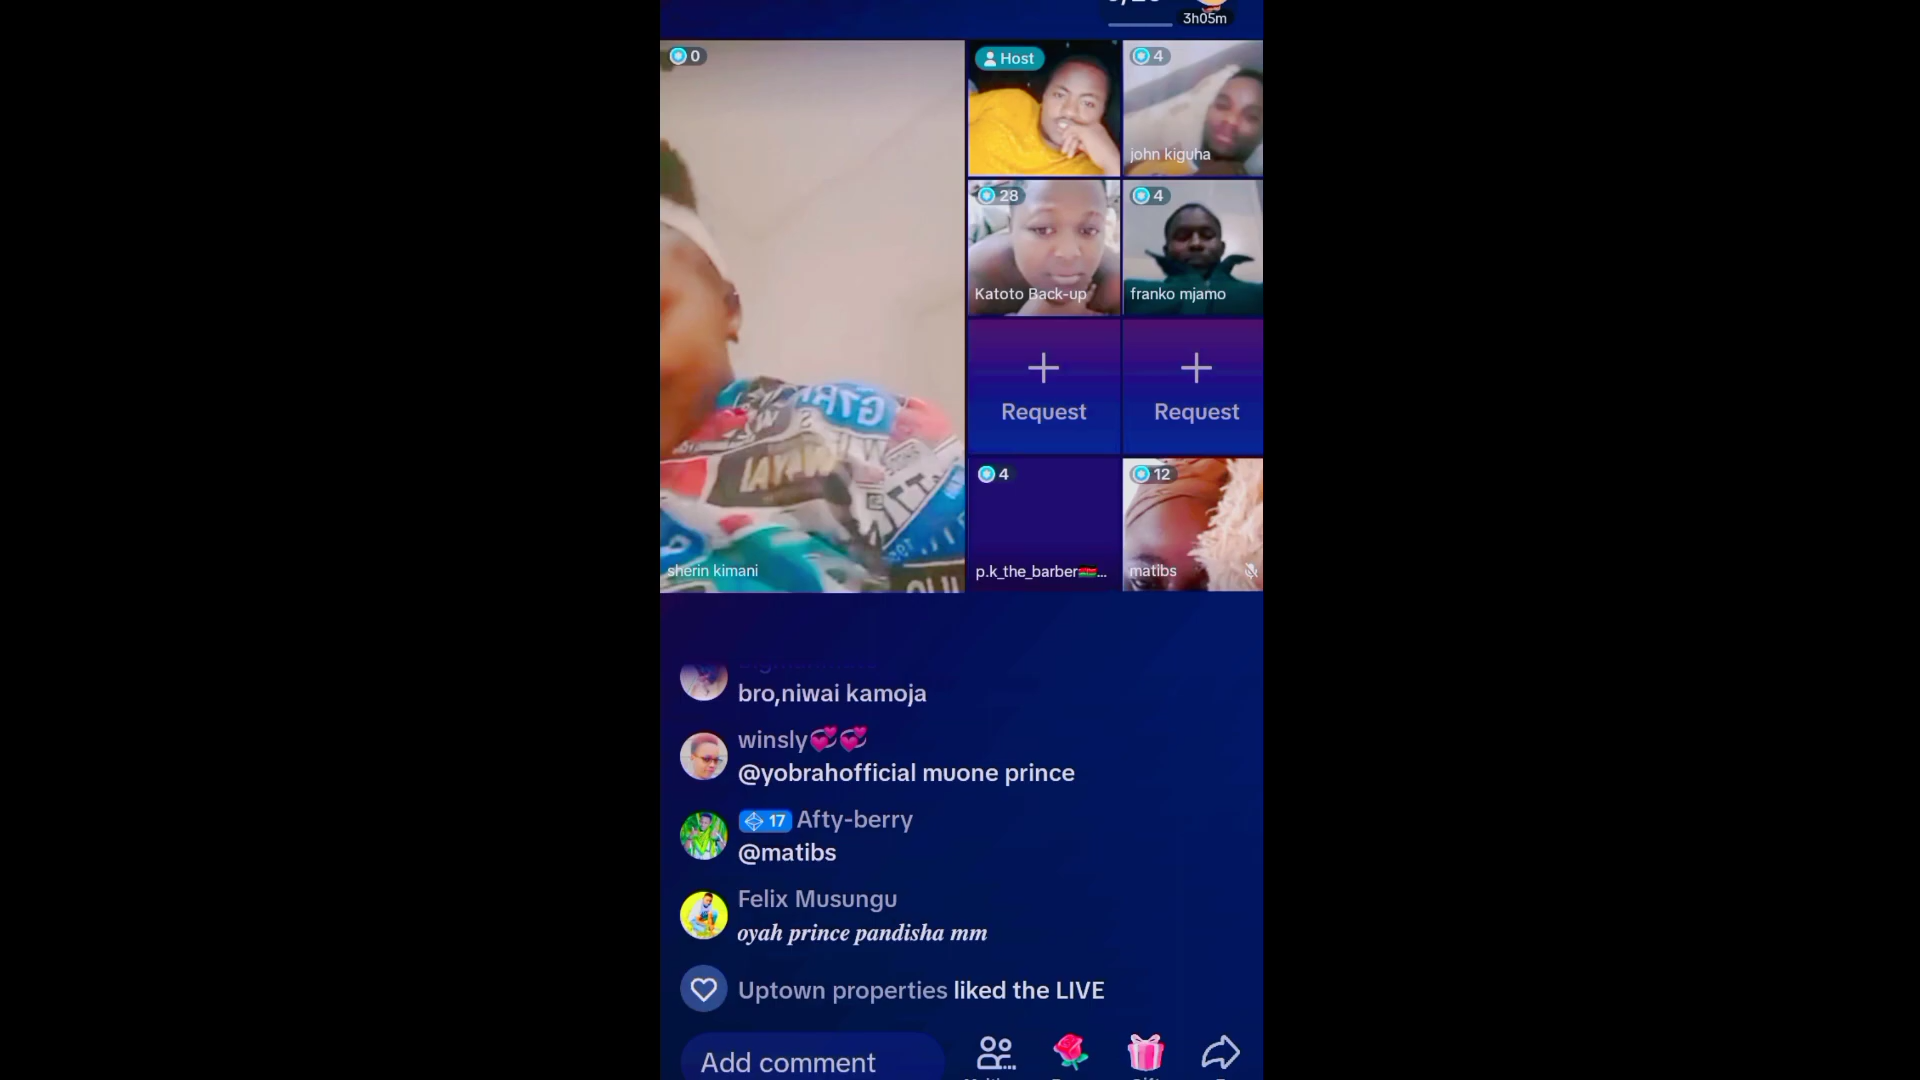 3h05m
0
Host
4
john kiguha
28
Katoto Back-up
4
franko mjamo
+
Request
+
Request
4
p.k_the_barber🇰🇪...
12
matibs
sherin kimani
bro,niwai kamoja
winsly💞💞
@yobrahofficial muone prince
17 Afty-berry
@matibs
Felix Musungu
oyah prince pandisha mm
Uptown properties liked the LIVE
Add comment